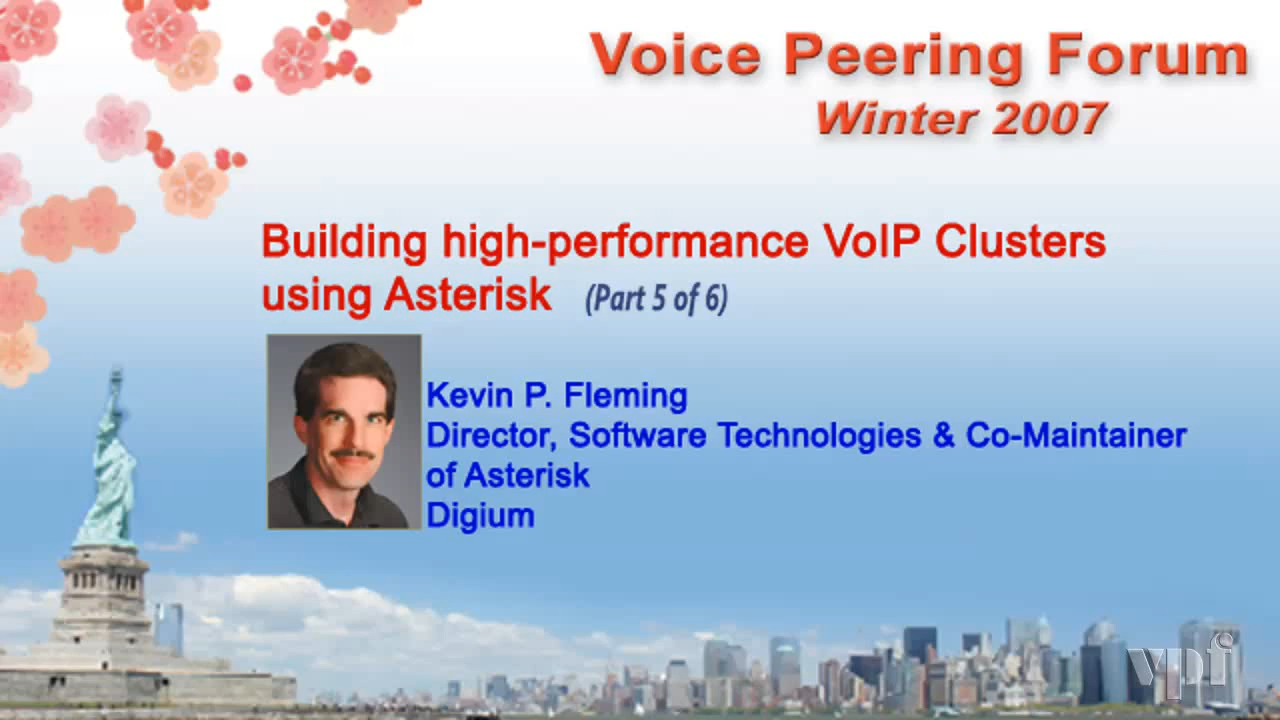 Voice Peering Forum
Winter 2007
Building high-performance VoIP Clusters
using Asterisk (Part 5 of 6)
Kevin P. Fleming
Director, Software Technologies & Co-Maintainer
of Asterisk
Digium
vpf